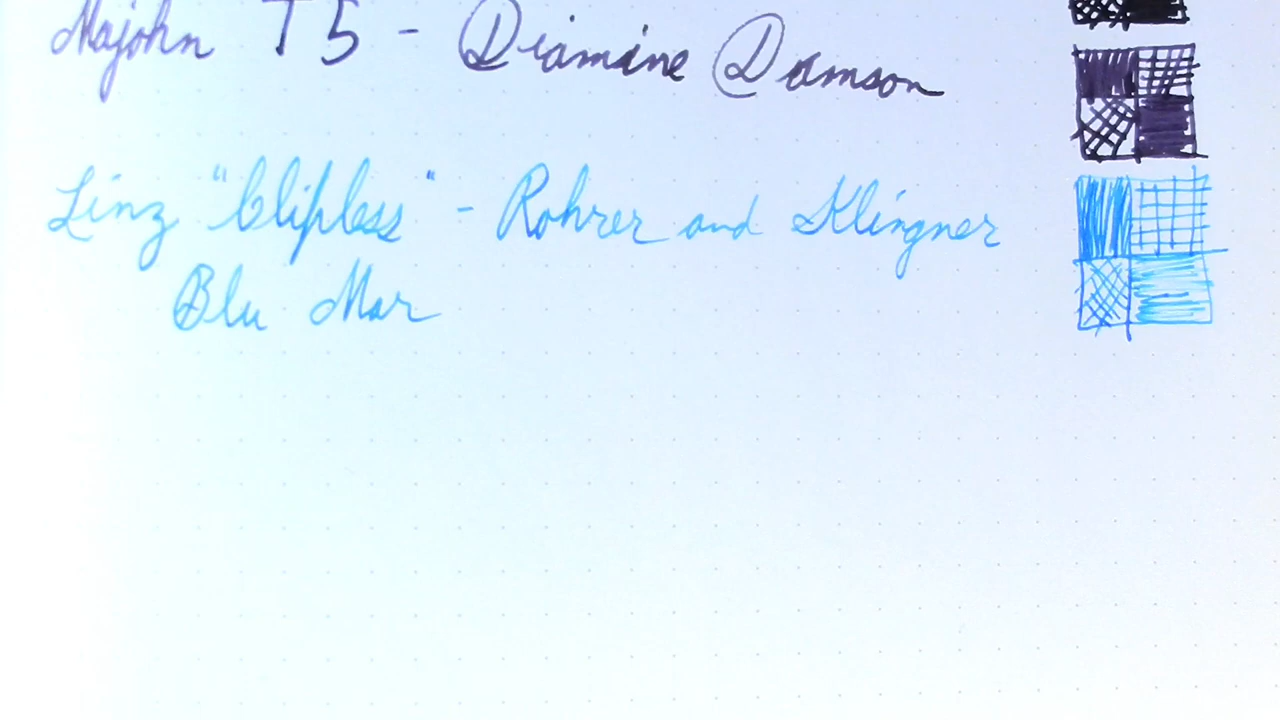 Majohn T5 - Diamine Damson
Linz "Clipless" - Rohrer and Klingner
Blu Mar